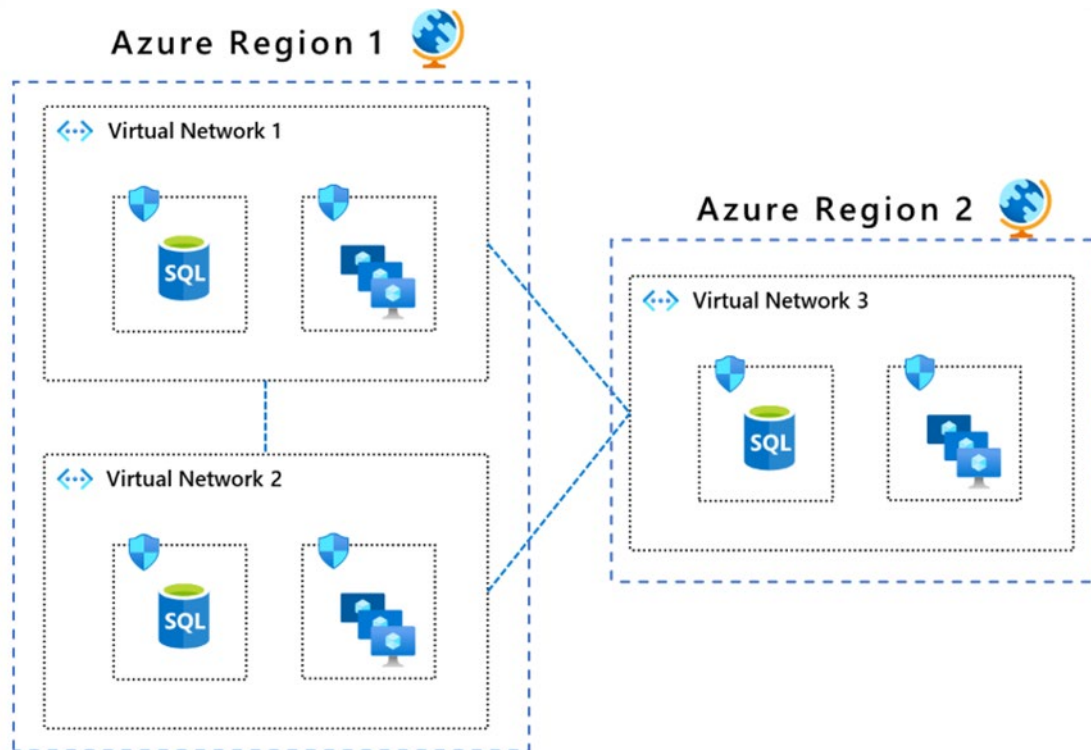 Azure Region 1
Virtual Network 1
SQL
Virtual Network 2
SQL
Azure Region 2
Virtual Network 3
SQL